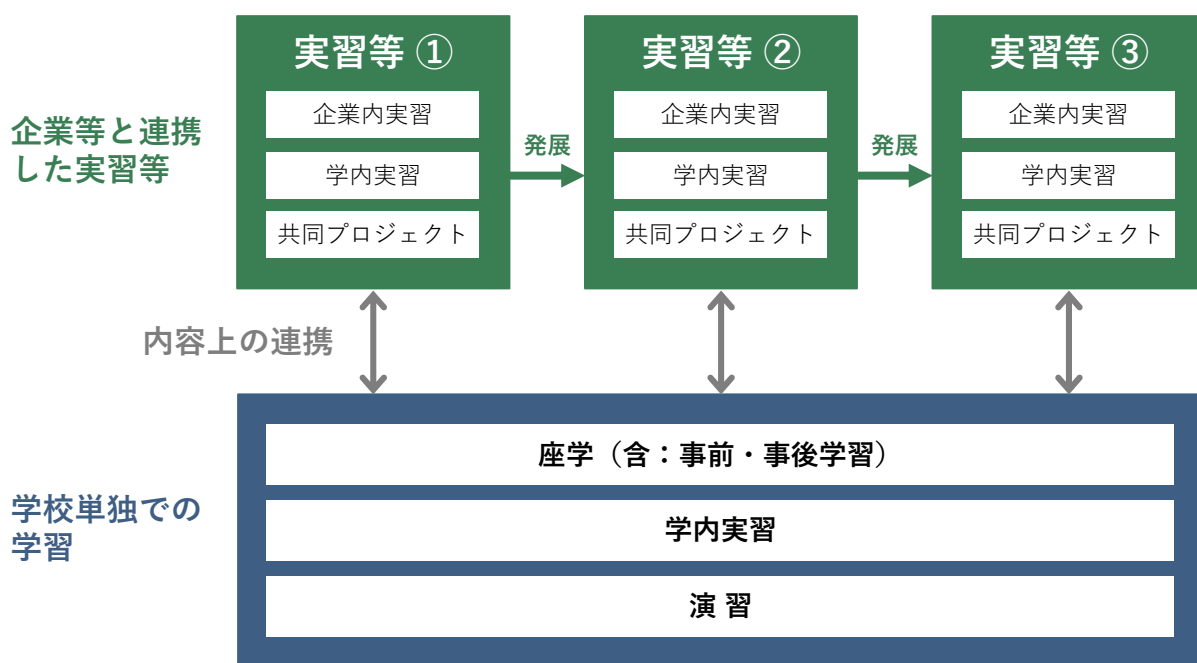 実習等 ①
実習等 ②
実習等 ③
企業等と連携
した実習等
企業内実習
学内実習
共同プロジェクト
発展
企業内実習
学内実習
共同プロジェクト
発展
企業内実習
学内実習
共同プロジェクト
内容上の連携
学校単独での
学習
座学（含：事前・事後学習）
学内実習
演 習